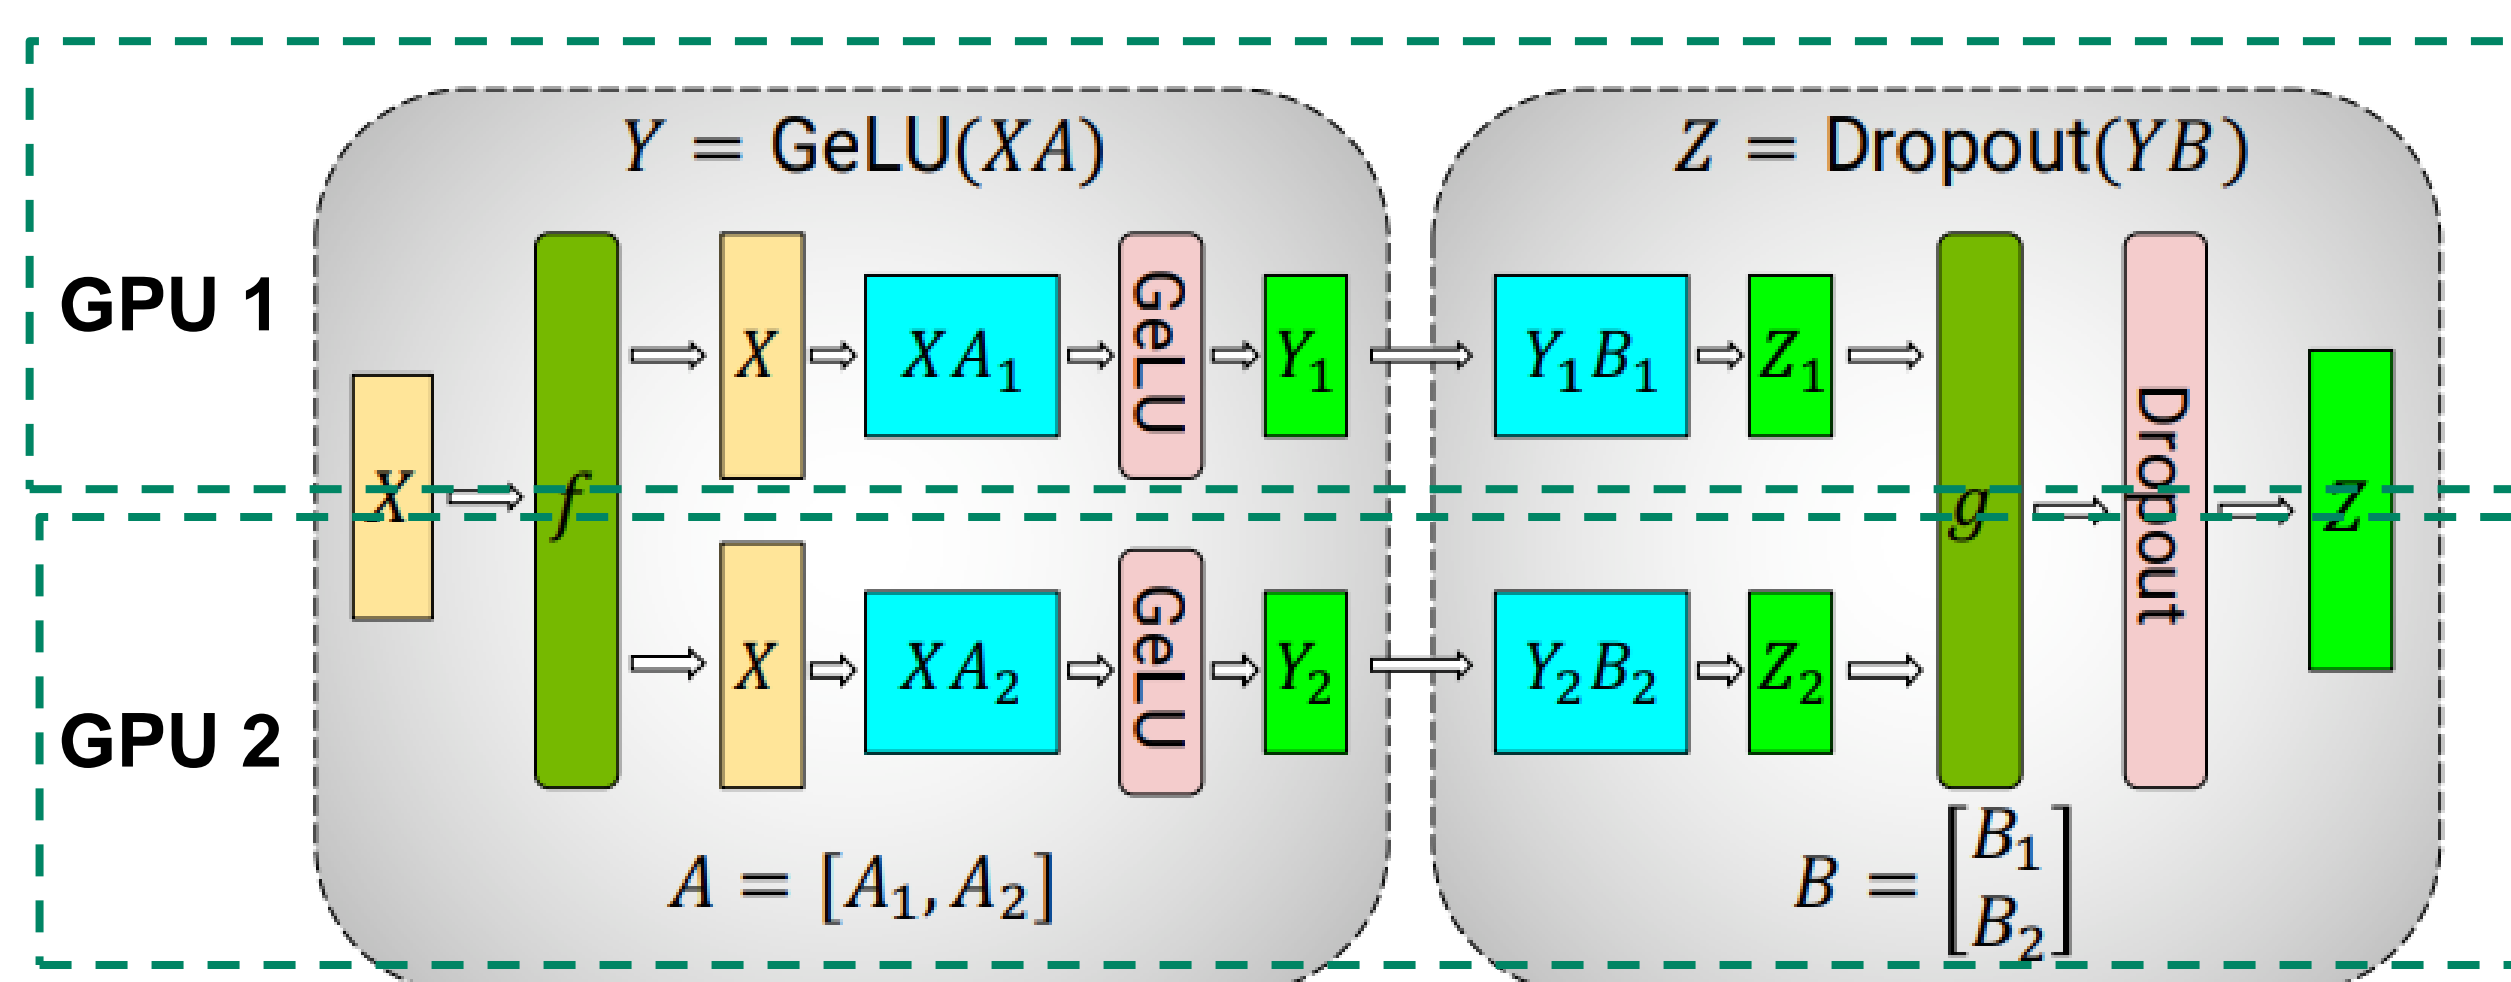 Y = GeLU(XA)
Z = Dropout(YB)
GPU 1
X
f
X
XA₁
GeLU
Y₁
Y₁B₁
Z₁
g
Dropout
Z
GPU 2
X
XA₂
GeLU
Y₂
Y₂B₂
Z₂
A = [A₁, A₂]
B = [B₁
B₂]